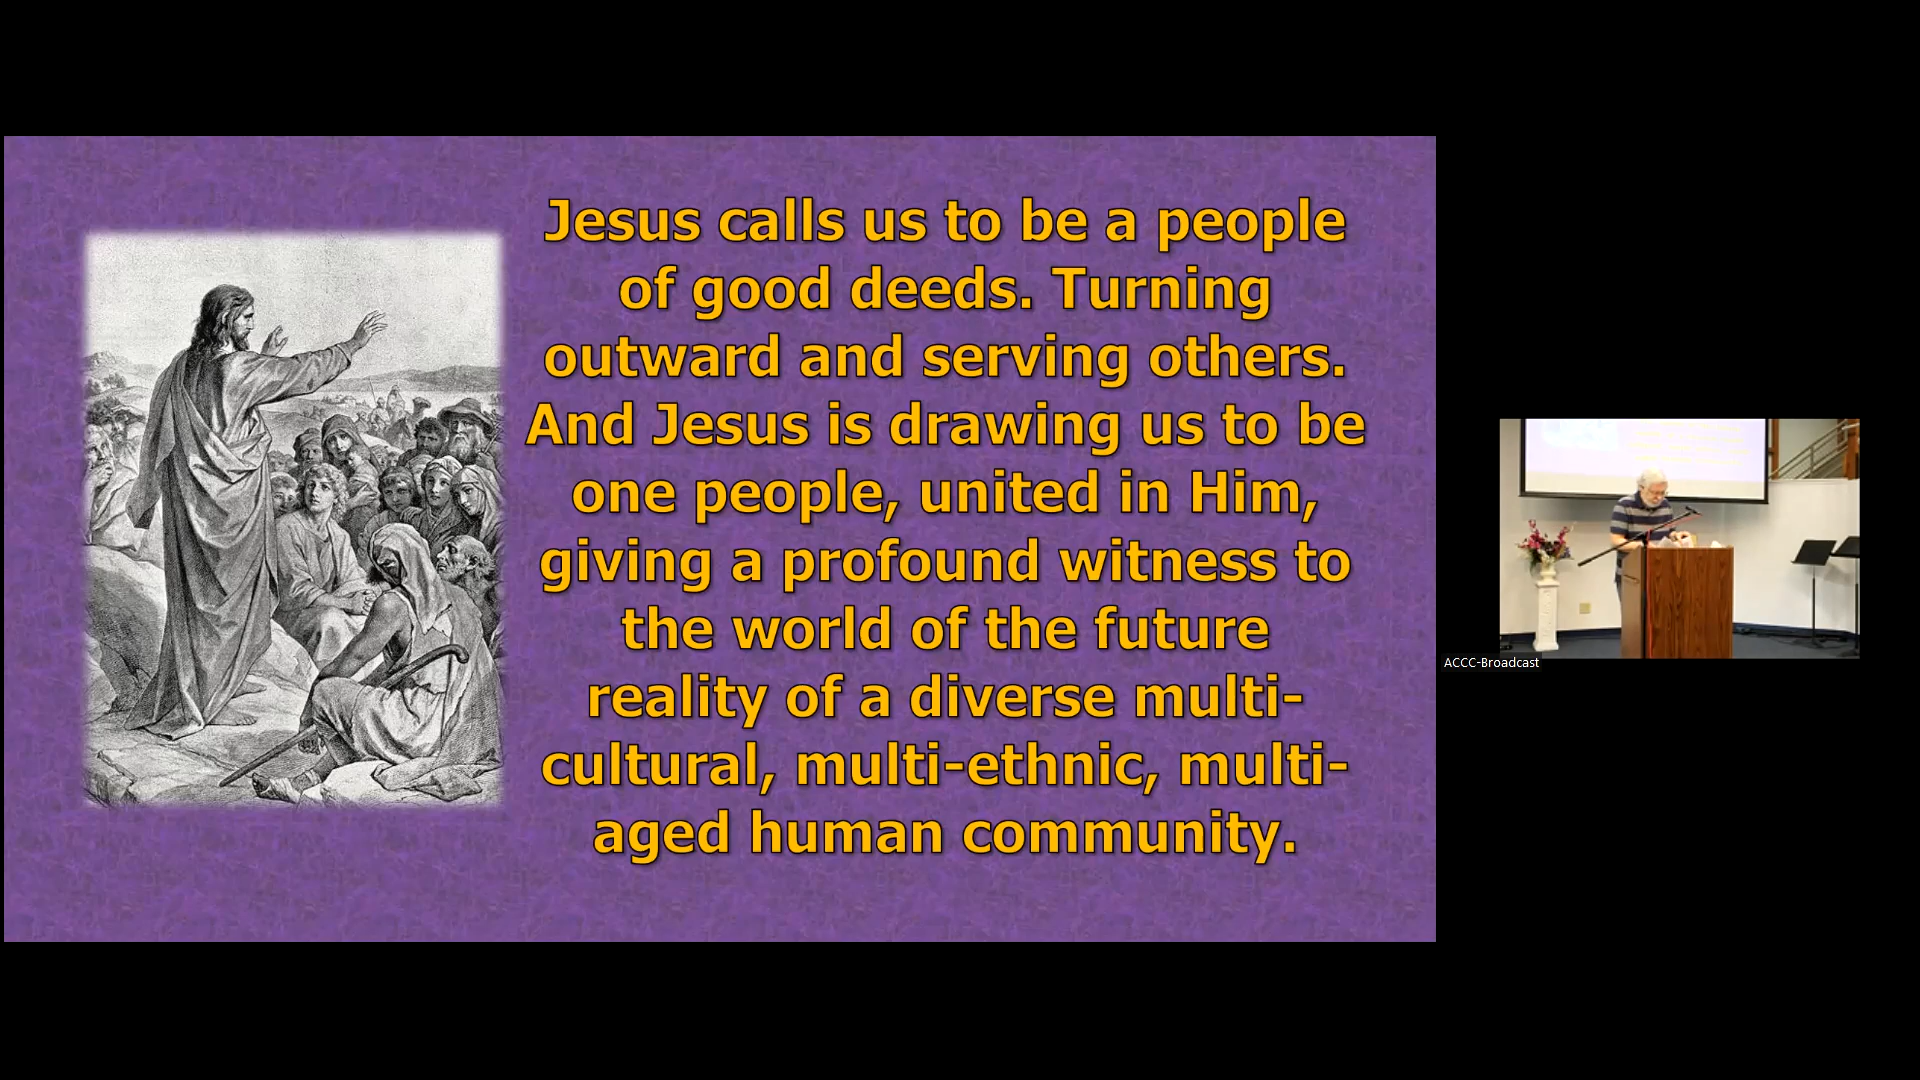 Jesus calls us to be a people
of good deeds. Turning
outward and serving others.
And Jesus is drawing us to be
one people, united in Him,
giving a profound witness to
the world of the future
reality of a diverse multi-
cultural, multi-ethnic, multi-
aged human community.
ACCC-Broadcast